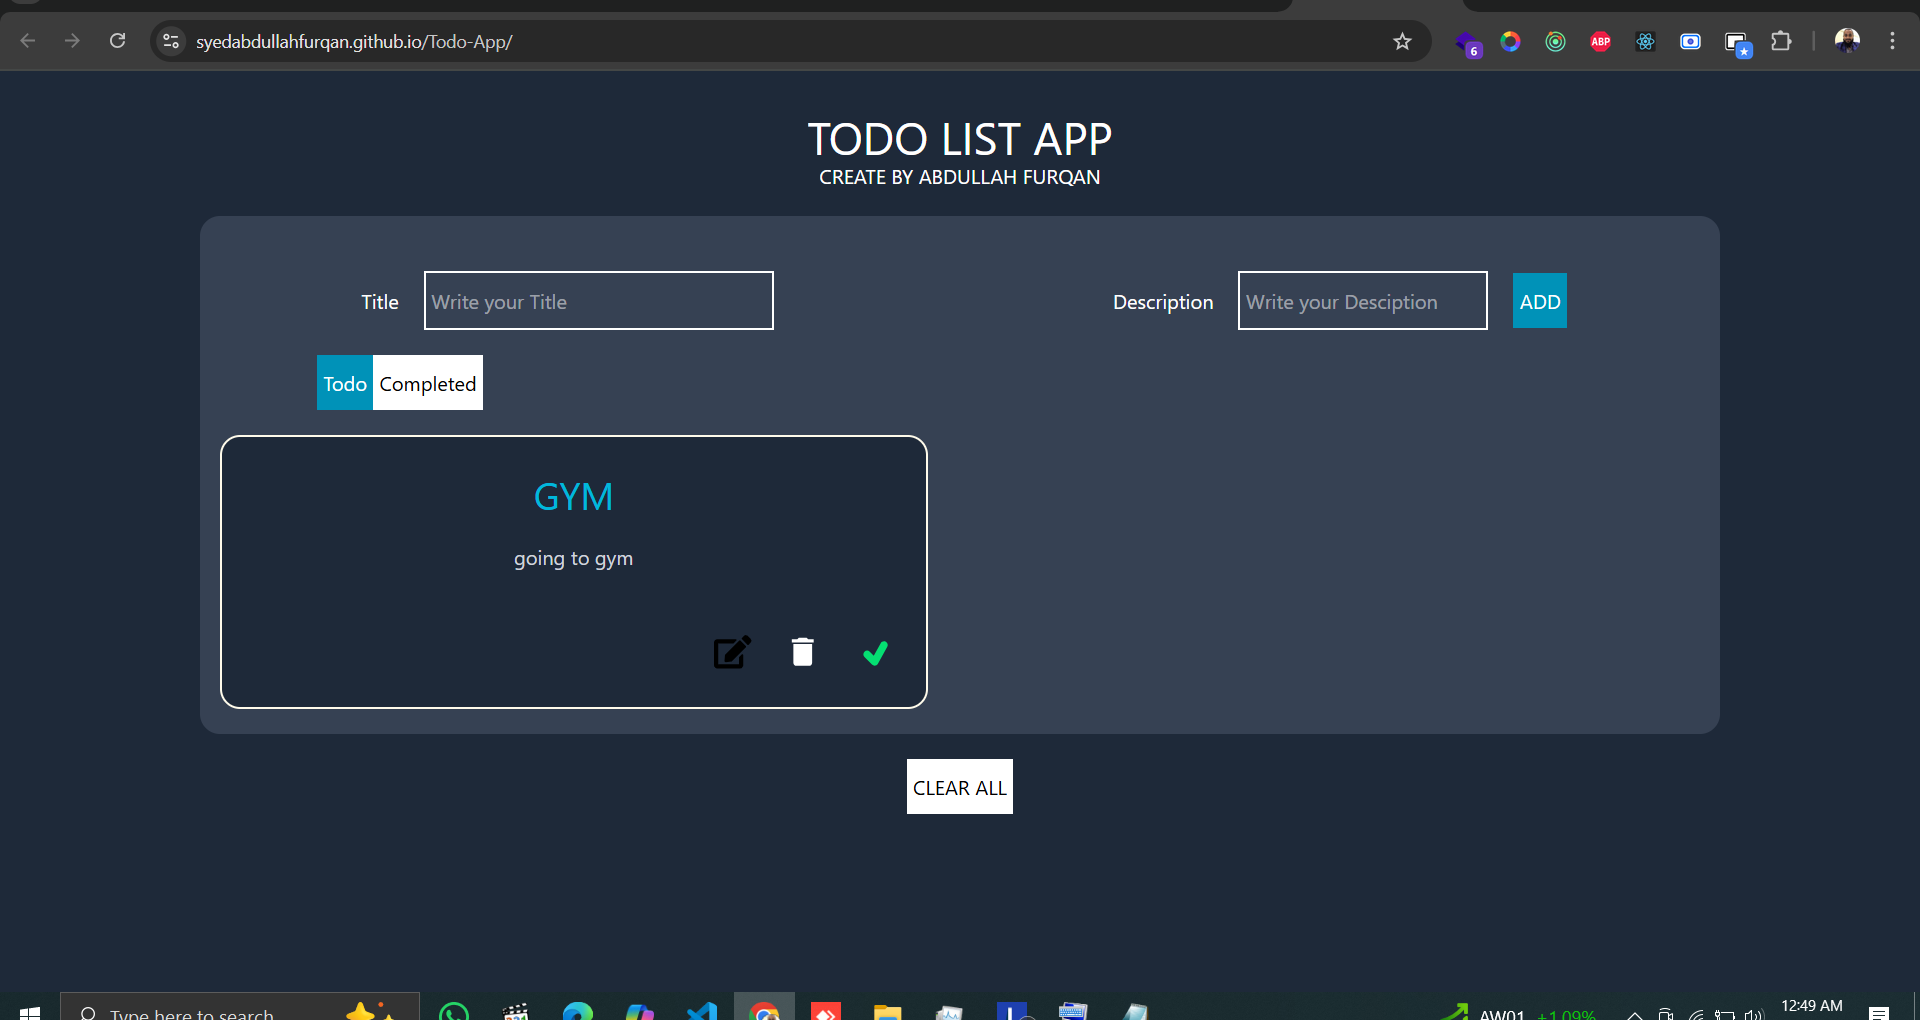 syedabdullahfurqan.github.io/Todo-App/
6
ABP
TODO LIST APP
CREATE BY ABDULLAH FURQAN
Title
Write your Title
Description
Write your Desciption
ADD
Todo
Completed
GYM
going to gym
CLEAR ALL
Type here to search
AW01 +1.09%
12:49 AM